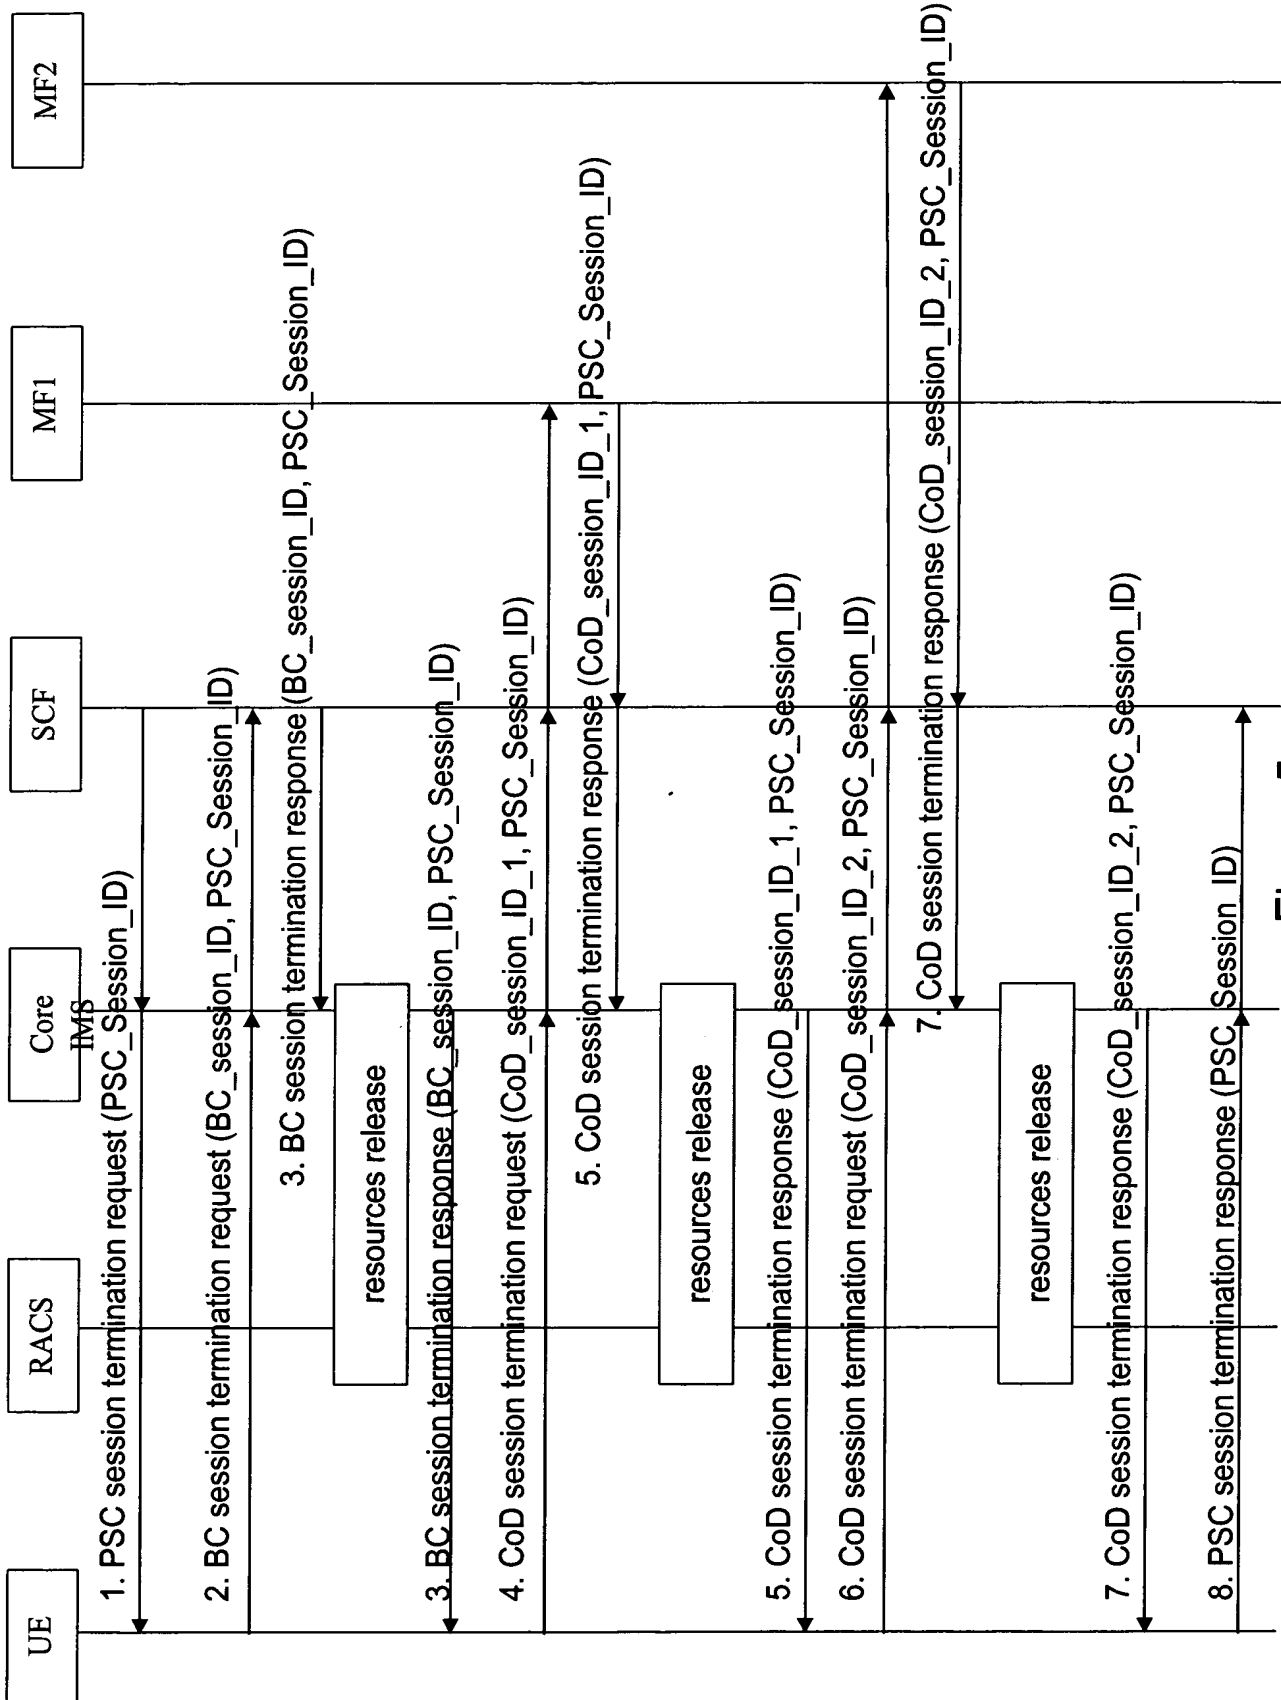 UE
RACS
Core
IMS
SCF
MF1
MF2
1. PSC session termination request (PSC_Session_ID)
2. BC session termination request (BC_session_ID, PSC_Session_ID)
3. BC session termination response (BC_session_ID, PSC_Session_ID)
resources release
3. BC session termination response (BC_session_ID, PSC_Session_ID)
4. CoD session termination request (CoD_session_ID_1, PSC_Session_ID)
5. CoD session termination response (CoD_session_ID_1, PSC_Session_ID)
resources release
5. CoD session termination response (CoD_session_ID_1, PSC_Session_ID)
6. CoD session termination request (CoD_session_ID_2, PSC_Session_ID)
7. CoD session termination response (CoD_session_ID_2, PSC_Session_ID)
resources release
7. CoD session termination response (CoD_session_ID_2, PSC_Session_ID)
8. PSC session termination response (PSC_Session_ID)